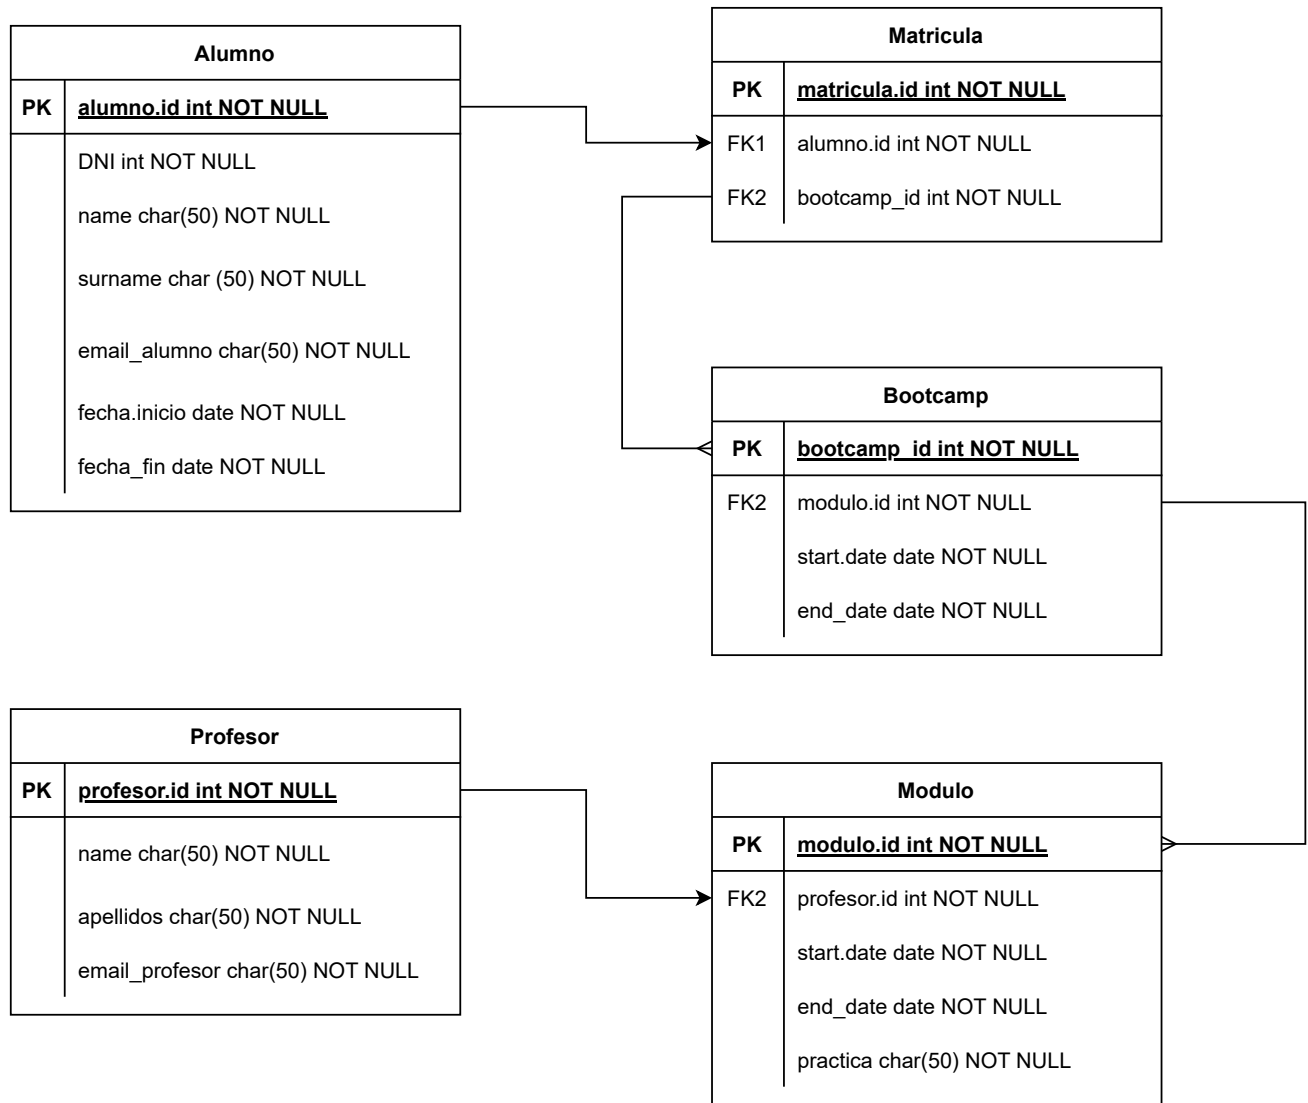 Alumno
PK alumno.id int NOT NULL
DNI int NOT NULL
name char(50) NOT NULL
surname char (50) NOT NULL
email_alumno char(50) NOT NULL
fecha.inicio date NOT NULL
fecha_fin date NOT NULL
Matricula
PK matricula.id int NOT NULL
FK1 alumno.id int NOT NULL
FK2 bootcamp_id int NOT NULL
Bootcamp
PK bootcamp_id int NOT NULL
FK2 modulo.id int NOT NULL
start.date date NOT NULL
end_date date NOT NULL
Profesor
PK profesor.id int NOT NULL
name char(50) NOT NULL
apellidos char(50) NOT NULL
email_profesor char(50) NOT NULL
Modulo
PK modulo.id int NOT NULL
FK2 profesor.id int NOT NULL
start.date date NOT NULL
end_date date NOT NULL
practica char(50) NOT NULL